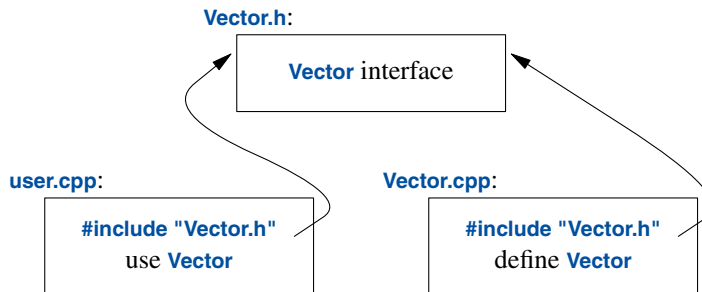 Vector.h:
Vector interface
user.cpp:
Vector.cpp:
#include "Vector.h"
use Vector
#include "Vector.h"
define Vector